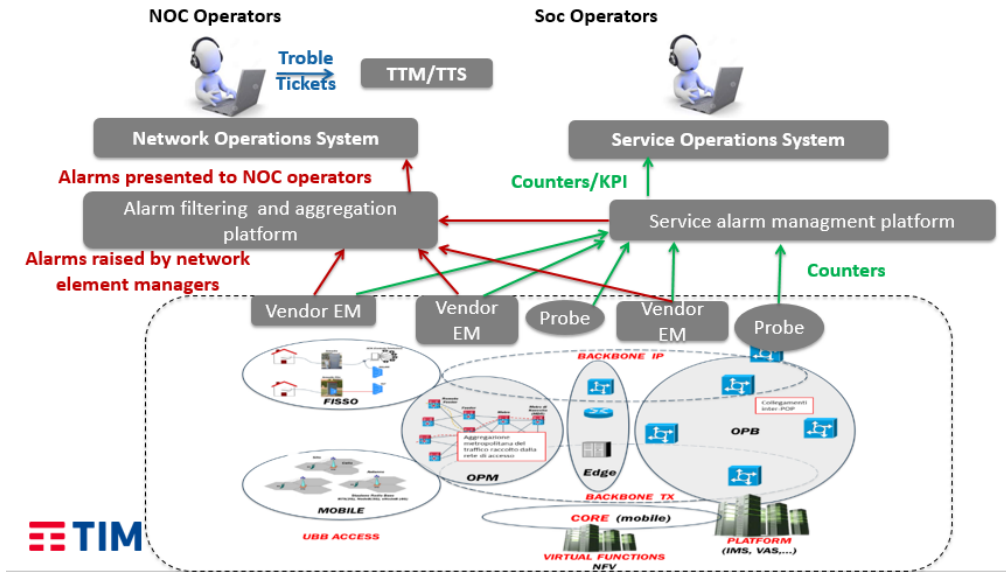 NOC Operators
Soc Operators
Troble
Tickets
TTM/TTS
Network Operations System
Service Operations System
Alarms presented to NOC operators
Counters/KPI
Alarm filtering and aggregation
platform
Service alarm managment platform
Alarms raised by network
element managers
Counters
Vendor EM
Vendor
EM
Probe
Vendor
EM
Probe
BACKBONE IP
FISSO
Collegamenti
Inter-POP
OPB
Aggregazione
metropolitana del
traffico raccolto dalla
rete di accesso
OPM
Edge
MOBILE
BACKBONE TX
UBB ACCESS
CORE (mobile)
PLATFORM
(IMS, VAS,...)
VIRTUAL FUNCTIONS
NFV
TIM